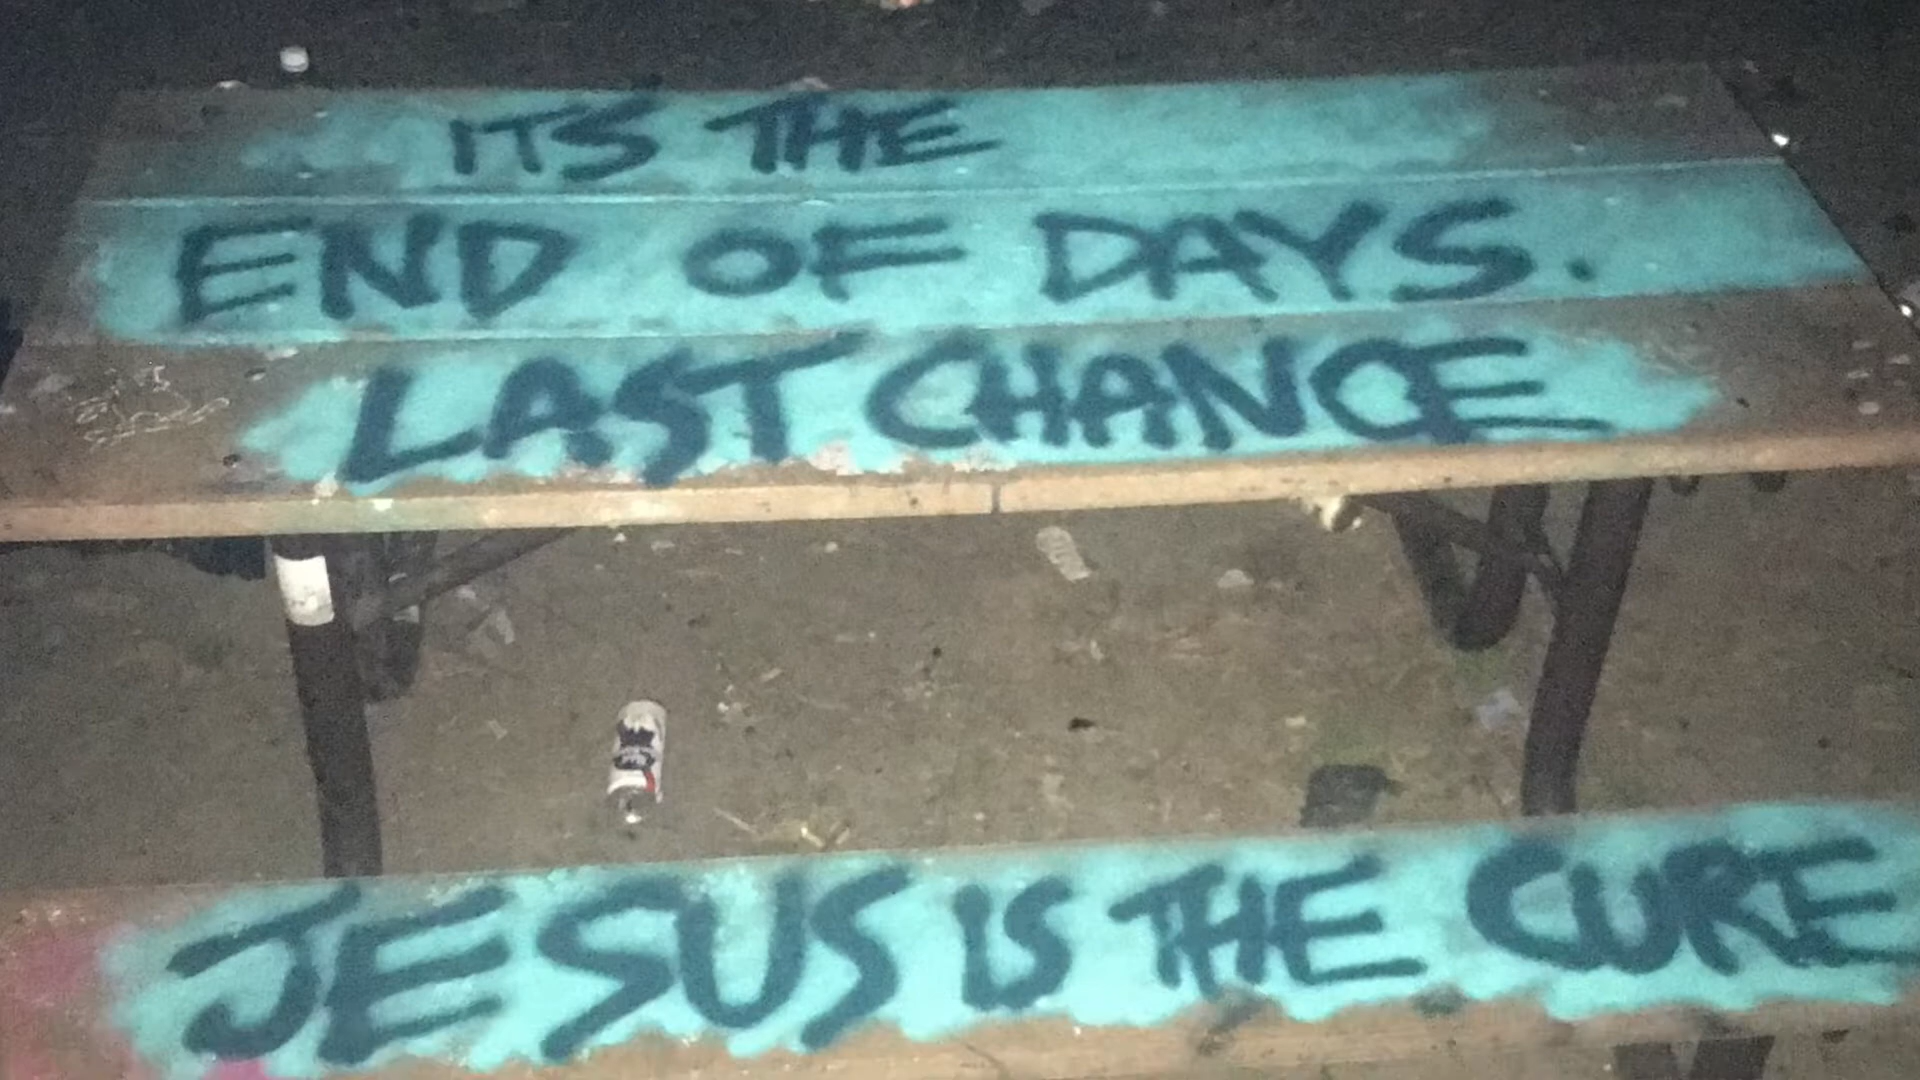 ITS THE
END OF DAYS.
LAST CHANCE
JESUS IS THE CURE